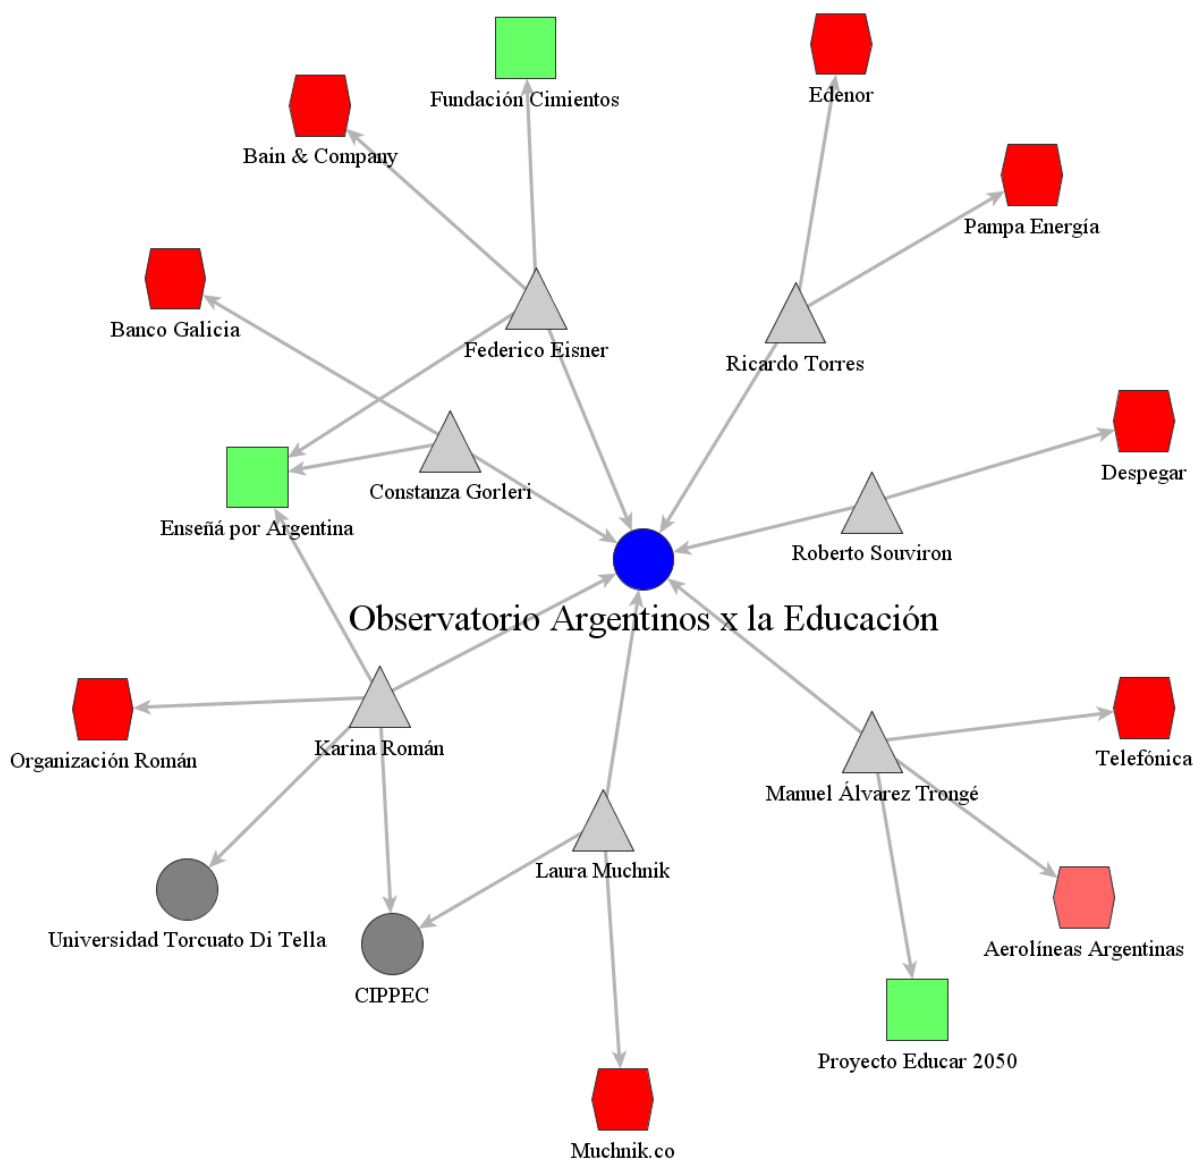 Edenor
Fundación Cimientos
Bain & Company
Pampa Energía
Banco Galicia
Federico Eisner
Ricardo Torres
Despegar
Constanza Gorleri
Enseñá por Argentina
Roberto Souviron
Observatorio Argentinos x la Educación
Karina Román
Organización Román
Telefónica
Manuel Álvarez Trongé
Laura Muchnik
Universidad Torcuato Di Tella
Aerolíneas Argentinas
CIPPEC
Proyecto Educar 2050
Muchnik.co